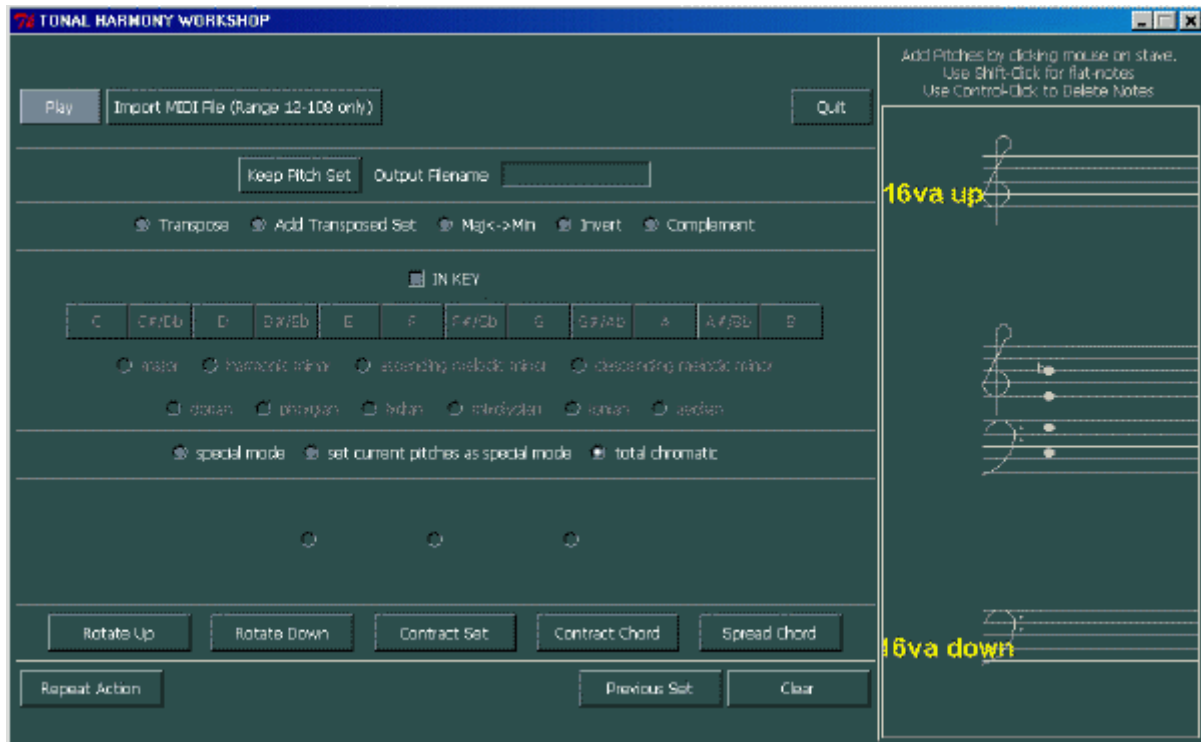 TONAL HARMONY WORKSHOP
Add Pitches by clicking mouse on stave.
Use Shift-Click for flat-notes
Use Control-Click to Delete Notes
Play
Import MIDI File (Range 12-108 only)
Quit
Keep Pitch Set
Output Filename
16va up
Transpose
Add Transposed Set
Maj<->Min
Invert
Complement
IN KEY
C
C#/Db
D
D#/Eb
E
F
F#/Gb
G
G#/Ab
A
A#/Bb
B
major
harmonic minor
ascending melodic minor
descending melodic minor
dorian
phrygian
lydian
mixolydian
ionian
aeolian
special mode
set current pitches as special mode
total chromatic
Rotate Up
Rotate Down
Contract Set
Contract Chord
Spread Chord
16va down
Repeat Action
Previous Set
Clear